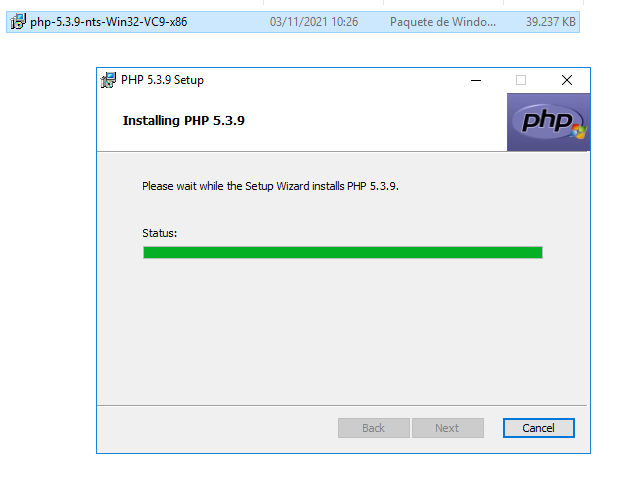 php-5.3.9-nts-Win32-VC9-x86 03/11/2021 10:26 Paquete de Windo... 39.237 KB
PHP 5.3.9 Setup
Installing PHP 5.3.9
php
Please wait while the Setup Wizard installs PHP 5.3.9.
Status:
Back Next Cancel